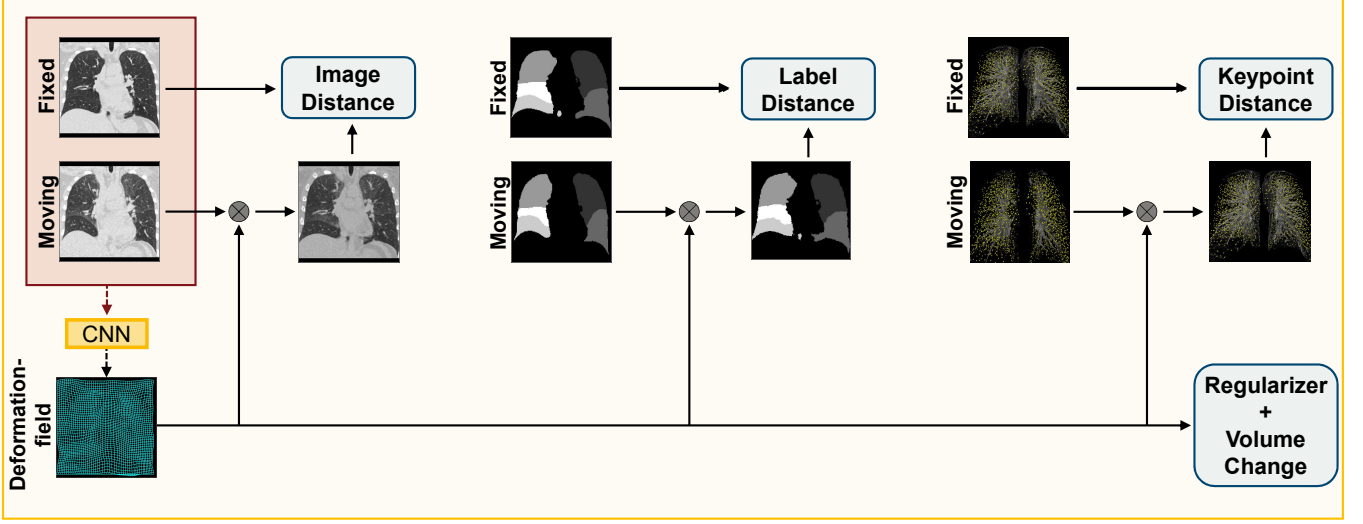 Fixed
Image
Distance
Fixed
Label
Distance
Fixed
Keypoint
Distance
Moving
Moving
Moving
CNN
Deformation-
field
Regularizer
+
Volume
Change